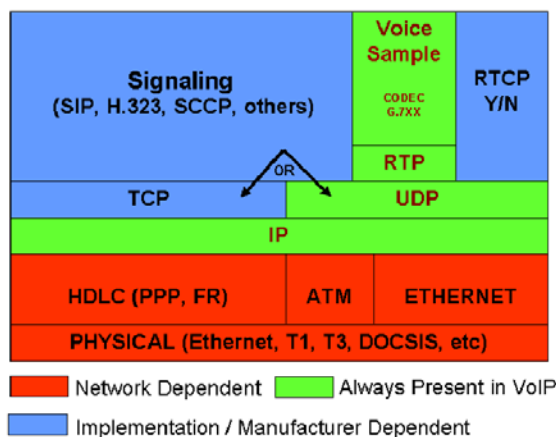 Signaling
(SIP, H.323, SCCP, others)
Voice
Sample
CODEC
G.7XX
RTCP
Y/N
RTP
OR
TCP
UDP
IP
HDLC (PPP, FR)
ATM
ETHERNET
PHYSICAL (Ethernet, T1, T3, DOCSIS, etc)
Network Dependent
Always Present in VoIP
Implementation / Manufacturer Dependent